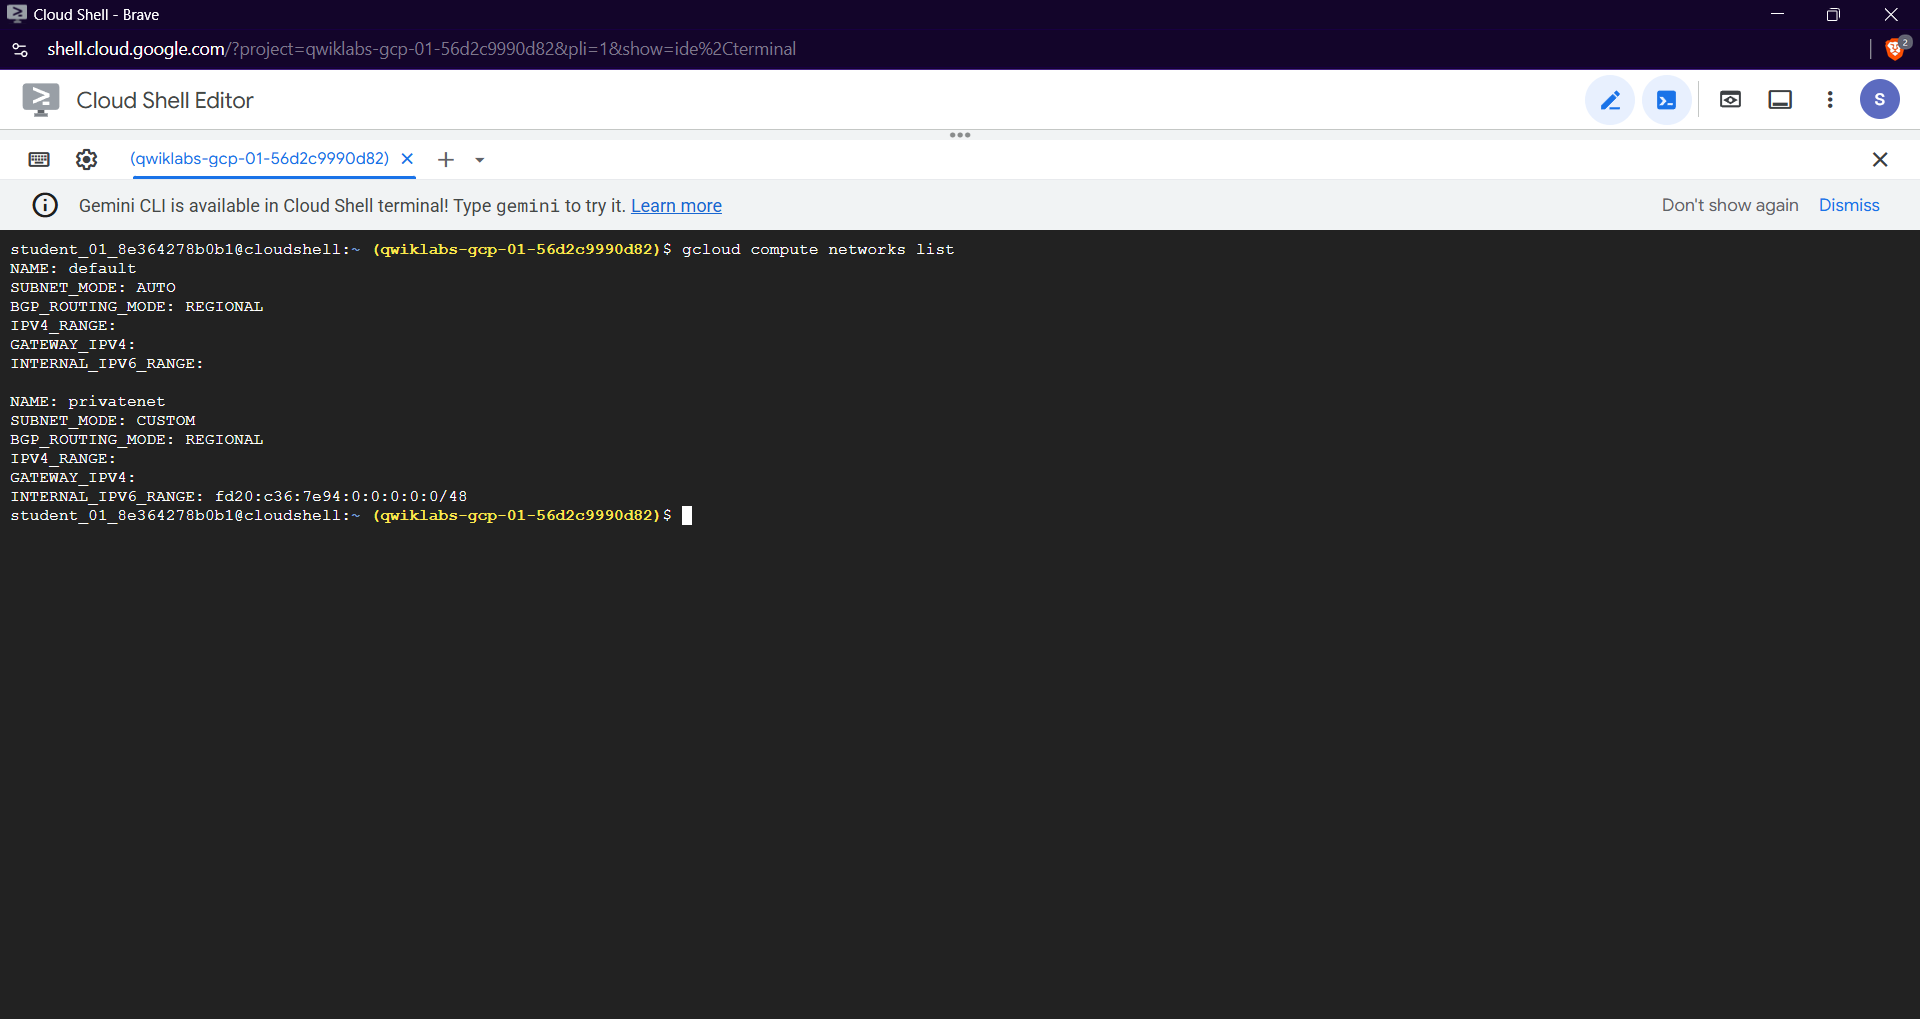 Cloud Shell - Brave
shell.cloud.google.com/?project=qwiklabs-gcp-01-56d2c9990d82&pli=1&show=ide%2Cterminal
2
Cloud Shell Editor
S
(qwiklabs-gcp-01-56d2c9990d82)
Gemini CLI is available in Cloud Shell terminal! Type gemini to try it. Learn more
Don't show again
Dismiss
student_01_8e364278b0b1@cloudshell:~ (qwiklabs-gcp-01-56d2c9990d82)$ gcloud compute networks list
NAME: default
SUBNET_MODE: AUTO
BGP_ROUTING_MODE: REGIONAL
IPV4_RANGE:
GATEWAY_IPV4:
INTERNAL_IPV6_RANGE:
NAME: privatenet
SUBNET_MODE: CUSTOM
BGP_ROUTING_MODE: REGIONAL
IPV4_RANGE:
GATEWAY_IPV4:
INTERNAL_IPV6_RANGE: fd20:c36:7e94:0:0:0:0:0/48
student_01_8e364278b0b1@cloudshell:~ (qwiklabs-gcp-01-56d2c9990d82)$